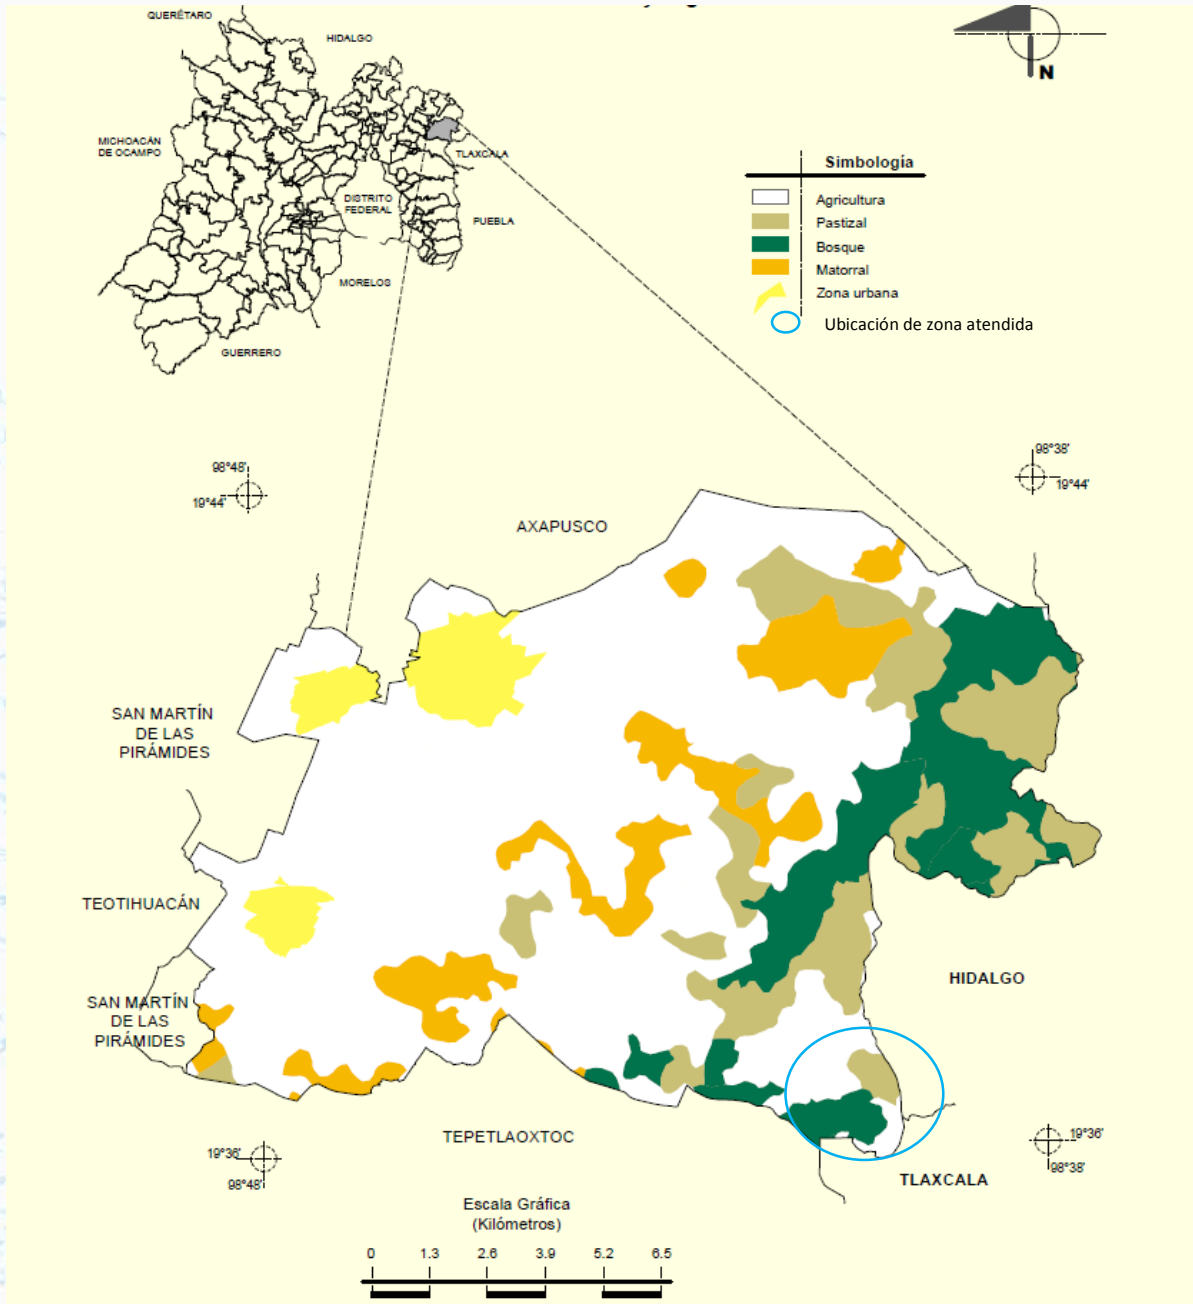 QUERÉTARO
HIDALGO
MICHOACÁN
DE OCAMPO
TLAXCALA
DISTRITO
FEDERAL
PUEBLA
MORELOS
GUERRERO
N
Simbología
Agricultura
Pastizal
Bosque
Matorral
Zona urbana
Ubicación de zona atendida
98°48'
19°44'
98°38'
19°44'
AXAPUSCO
SAN MARTÍN
DE LAS
PIRÁMIDES
TEOTIHUACÁN
SAN MARTÍN
DE LAS
PIRÁMIDES
HIDALGO
TEPETLAOXTOC
TLAXCALA
19°36'
98°48'
19°36'
98°38'
Escala Gráfica
(Kilómetros)
0 1.3 2.6 3.9 5.2 6.5